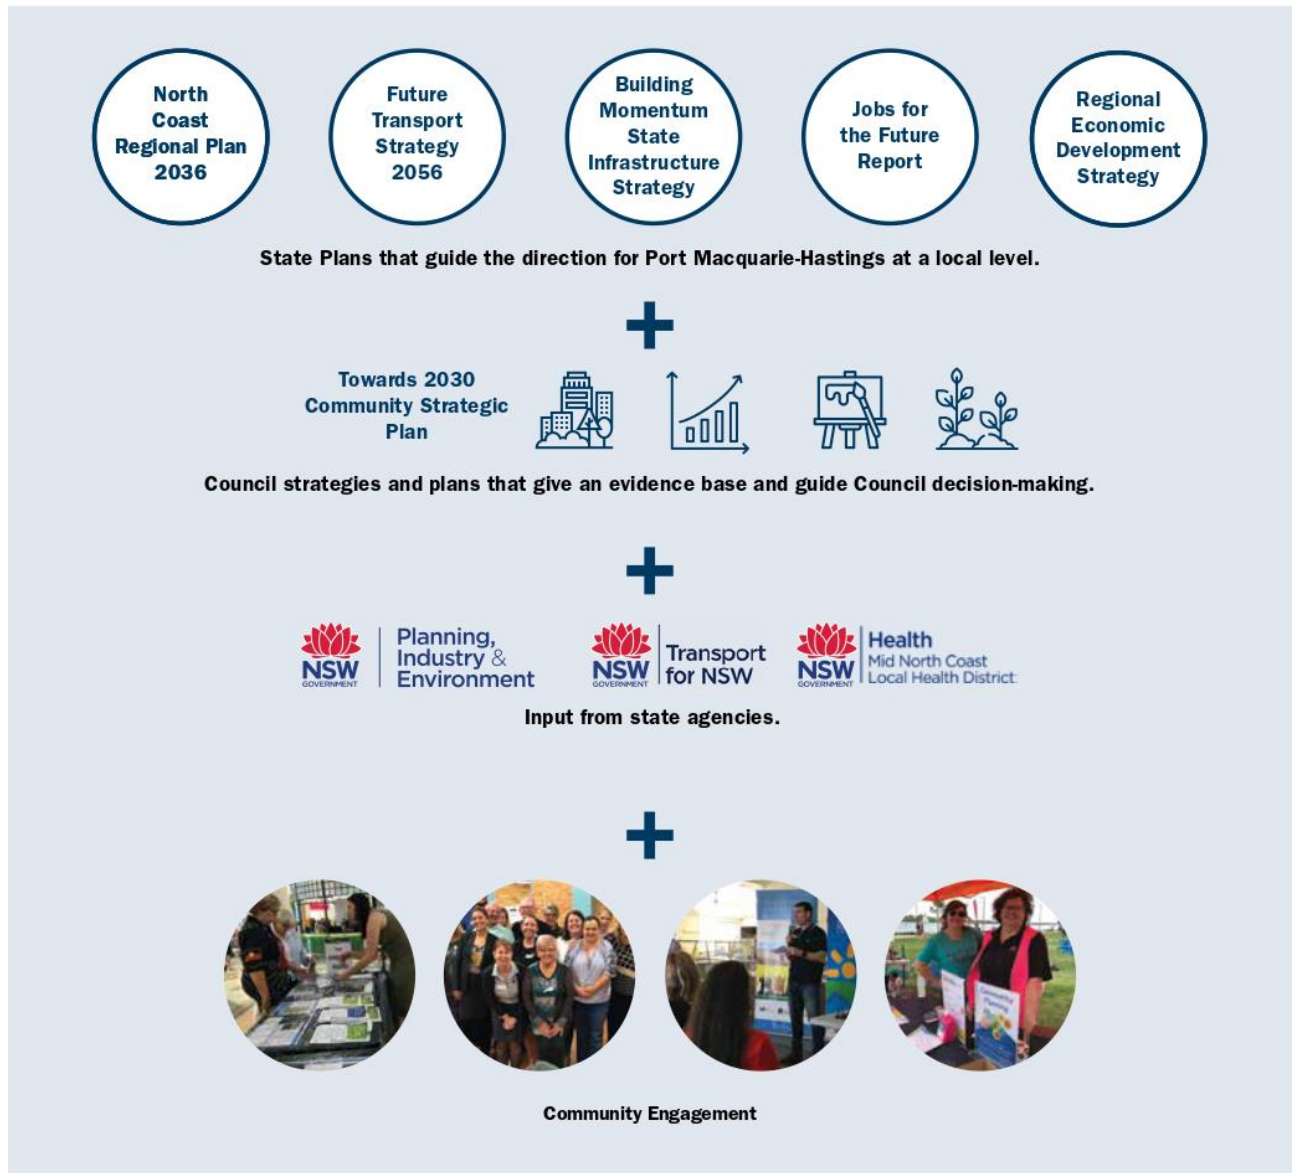 North
Coast
Regional Plan
2036
Future
Transport
Strategy
2056
Building
Momentum
State
Infrastructure
Strategy
Jobs for
the Future
Report
Regional
Economic
Development
Strategy
State Plans that guide the direction for Port Macquarie-Hastings at a local level.
Towards 2030
Community Strategic
Plan
Council strategies and plans that give an evidence base and guide Council decision-making.
NSW
GOVERNMENT
Planning,
Industry &
Environment
NSW
GOVERNMENT
Transport
for NSW
NSW
GOVERNMENT
Health
Mid North Coast
Local Health District
Input from state agencies.
Community
Planning
Community Engagement